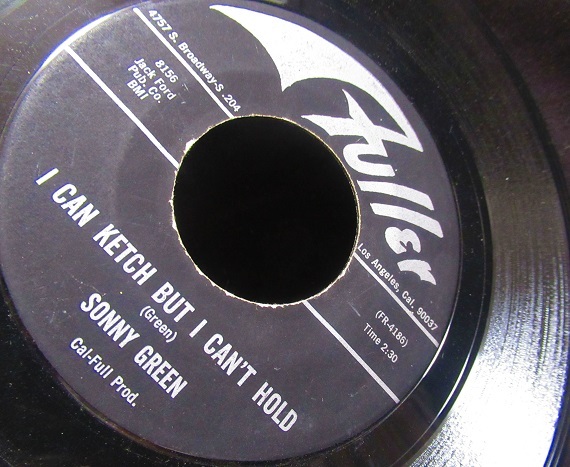 Fuller
4757 S. Broadway-S .204
Los Angeles, Cal. 90037
8156
Jack Ford
Pub. Co.
BMI
(FR-4186)
Time 2:30
I CAN KETCH BUT I CAN'T HOLD
(Green)
SONNY GREEN
Cal-Full Prod.